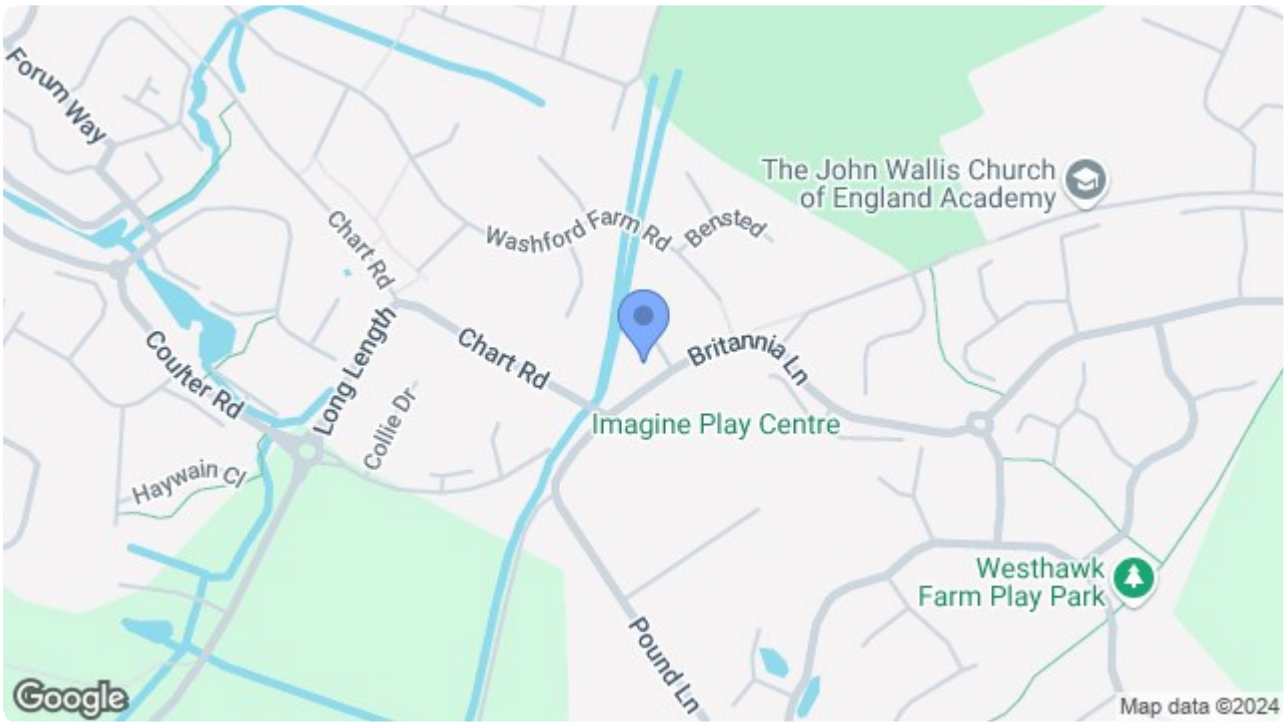 Forum Way
The John Wallis Church
of England Academy
Chart Rd
Washford Farm Rd
Bensted
Long Length
Chart Rd
Britannia Ln
Coulter Rd
Collie Dr
Imagine Play Centre
Haywain Cl
Westhawk
Farm Play Park
Pound Ln
Google
Map data ©2024